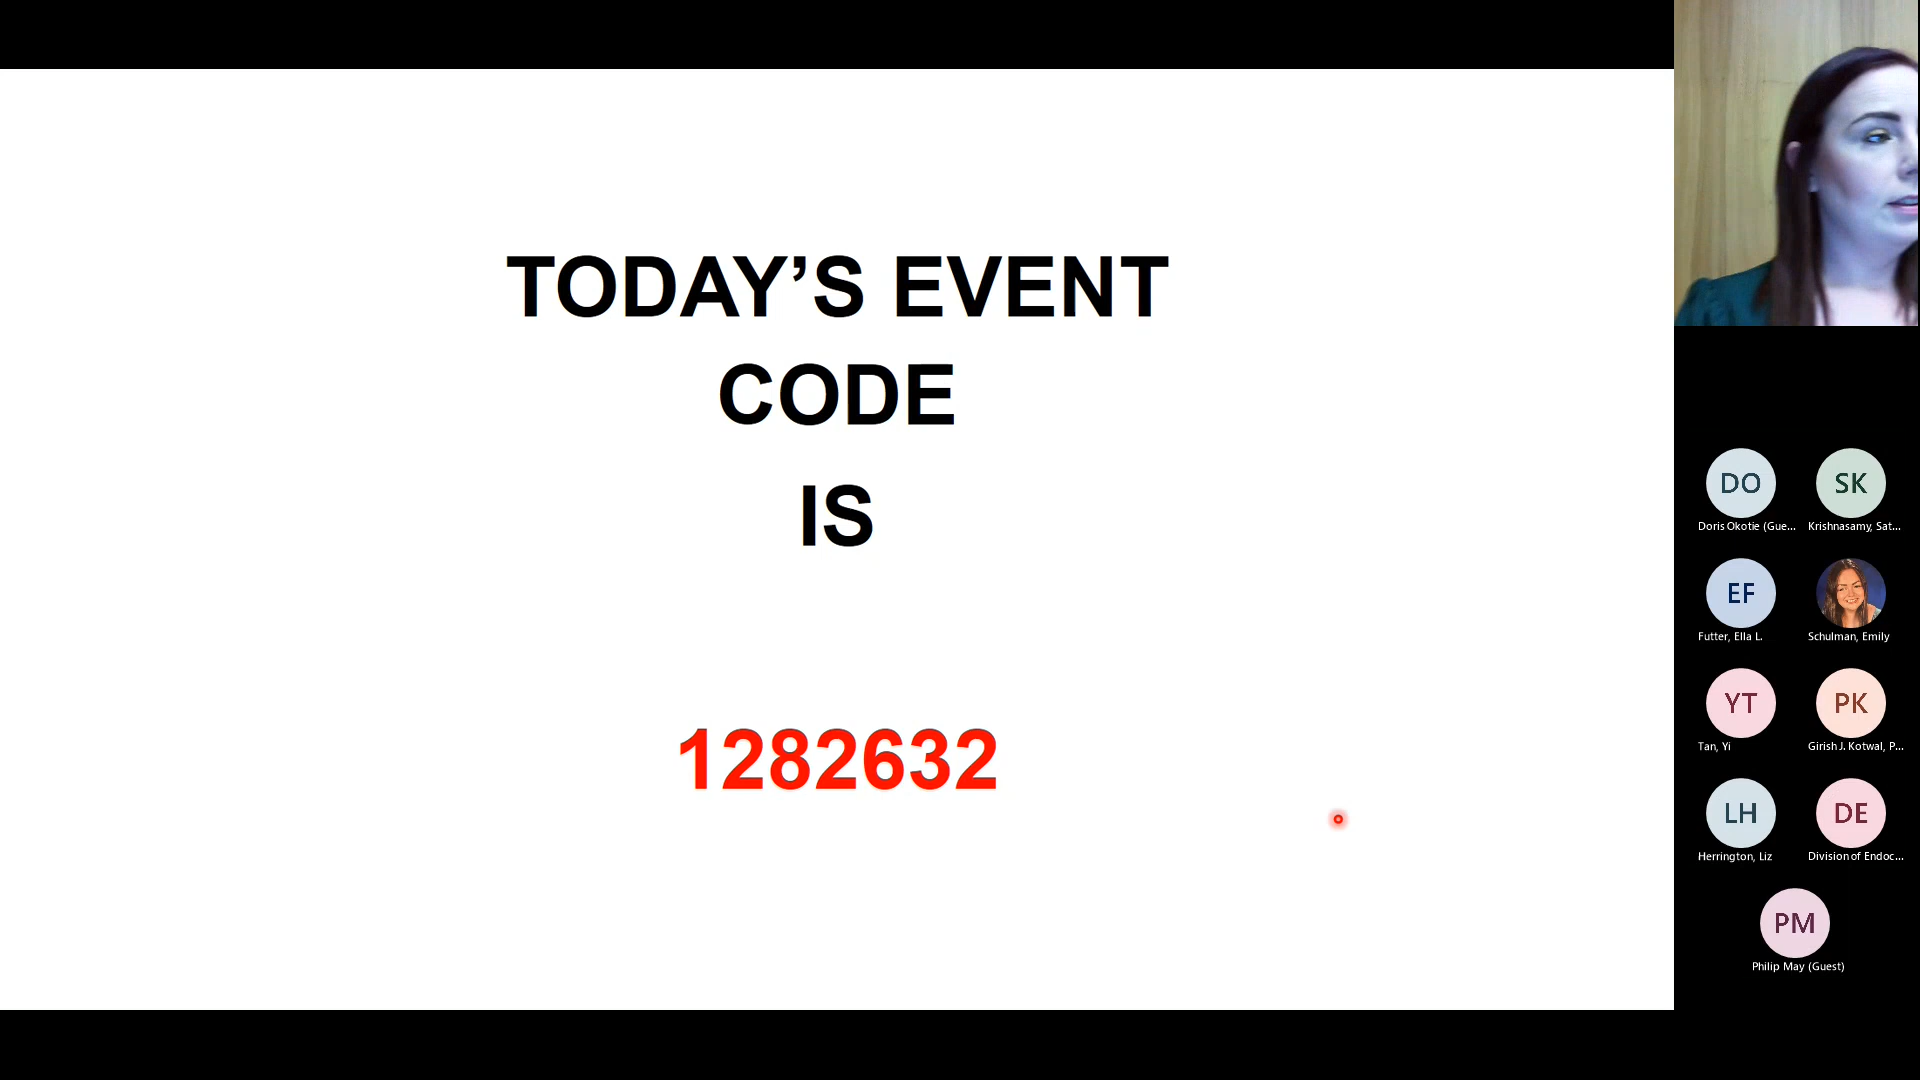 TODAY’S EVENT
CODE
IS
1282632
DO
SK
Doris Okotie (Gue...
Krishnasamy, Sat...
EF
Futter, Ella L.
Schulman, Emily
YT
PK
Tan, Yi
Girish J. Kotwal, P...
LH
DE
Herrington, Liz
Division of Endoc...
PM
Philip May (Guest)